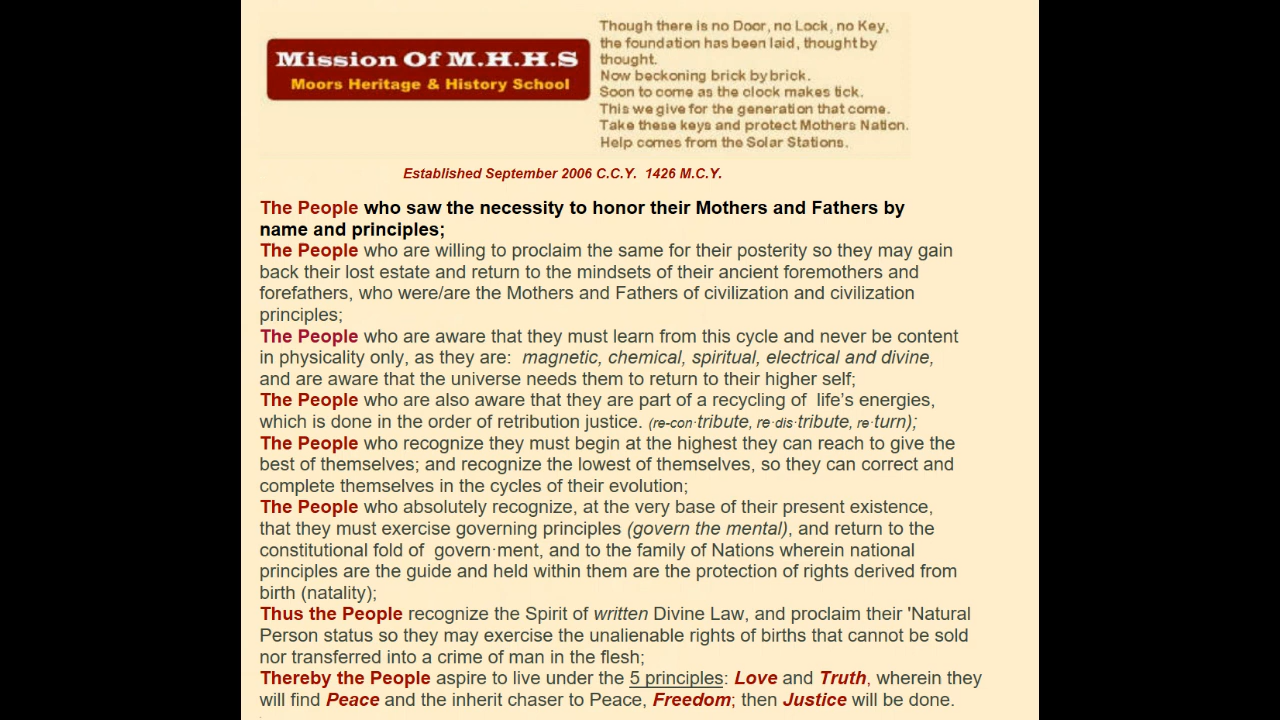 Mission Of M.H.H.S
Moors Heritage & History School
Though there is no Door, no Lock, no Key,
the foundation has been laid, thought by
thought.
Now beckoning brick by brick.
Soon to come as the clock makes tick.
This we give for the generation that come.
Take these keys and protect Mothers Nation.
Help comes from the Solar Stations.
Established September 2006 C.C.Y.  1426 M.C.Y.
The People who saw the necessity to honor their Mothers and Fathers by
name and principles;
The People who are willing to proclaim the same for their posterity so they may gain
back their lost estate and return to the mindsets of their ancient foremothers and
forefathers, who were/are the Mothers and Fathers of civilization and civilization
principles;
The People who are aware that they must learn from this cycle and never be content
in physicality only, as they are:  magnetic, chemical, spiritual, electrical and divine,
and are aware that the universe needs them to return to their higher self;
The People who are also aware that they are part of a recycling of  life's energies,
which is done in the order of retribution justice. (re-con·tribute, re·dis·tribute, re·turn);
The People who recognize they must begin at the highest they can reach to give the
best of themselves; and recognize the lowest of themselves, so they can correct and
complete themselves in the cycles of their evolution;
The People who absolutely recognize, at the very base of their present existence,
that they must exercise governing principles (govern the mental), and return to the
constitutional fold of  govern·ment, and to the family of Nations wherein national
principles are the guide and held within them are the protection of rights derived from
birth (natality);
Thus the People recognize the Spirit of written Divine Law, and proclaim their 'Natural
Person status so they may exercise the unalienable rights of births that cannot be sold
nor transferred into a crime of man in the flesh;
Thereby the People aspire to live under the 5 principles: Love and Truth, wherein they
will find Peace and the inherit chaser to Peace, Freedom; then Justice will be done.